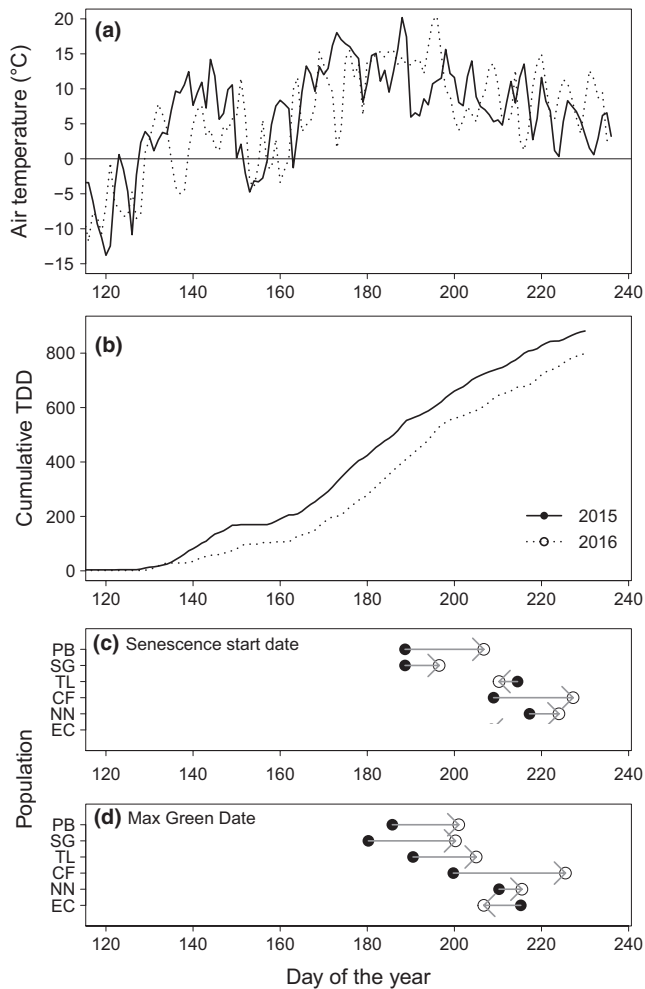 (a)
Air temperature (°C)
20
15
10
5
0
−5
−10
−15
120 140 160 180 200 220 240
(b)
Cumulative TDD
800
600
400
200
0
2015
2016
120 140 160 180 200 220 240
(c) Senescence start date
PB
SG
TL
CF
NN
EC
120 140 160 180 200 220 240
Population
(d) Max Green Date
PB
SG
TL
CF
NN
EC
120 140 160 180 200 220 240
Day of the year